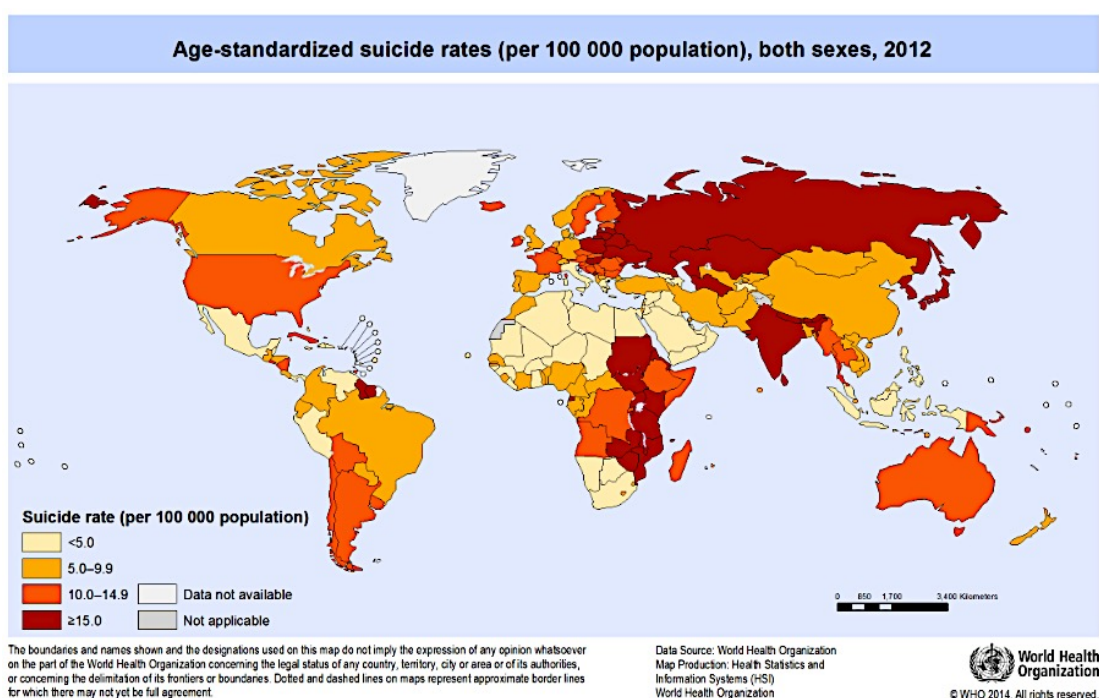 Age-standardized suicide rates (per 100 000 population), both sexes, 2012
Suicide rate (per 100 000 population)
<5.0
5.0–9.9
10.0–14.9
≥15.0
Data not available
Not applicable
0 850 1,700 3,400 Kilometers
The boundaries and names shown and the designations used on this map do not imply the expression of any opinion whatsoever
on the part of the World Health Organization concerning the legal status of any country, territory, city or area or of its authorities,
or concerning the delimitation of its frontiers or boundaries. Dotted and dashed lines on maps represent approximate border lines
for which there may not yet be full agreement.
Data Source: World Health Organization
Map Production: Health Statistics and
Information Systems (HSI)
World Health Organization
World Health
Organization
© WHO 2014. All rights reserved.